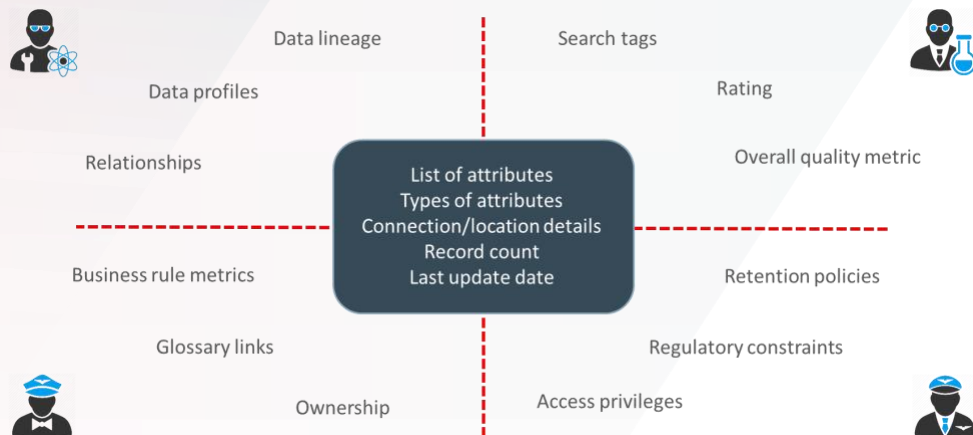 Data lineage
Search tags
Data profiles
Rating
Relationships
Overall quality metric
List of attributes
Types of attributes
Connection/location details
Record count
Last update date
Business rule metrics
Retention policies
Glossary links
Regulatory constraints
Ownership
Access privileges